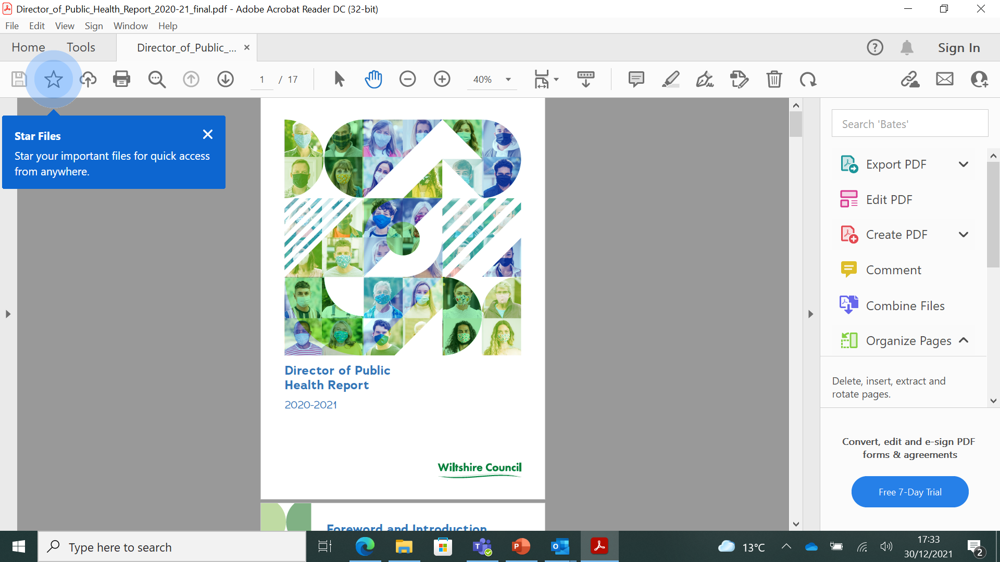 Director_of_Public_Health_Report_2020-21_final.pdf - Adobe Acrobat Reader DC (32-bit)
File Edit View Sign Window Help
Home Tools Director_of_Public_... × ? Sign In
1 / 17 40%
Star Files
Star your important files for quick access
from anywhere.
Director of Public
Health Report
2020-2021
Wiltshire Council
Foreword and Introduction
Search 'Bates'
Export PDF
Edit PDF
Create PDF
Comment
Combine Files
Organize Pages
Delete, insert, extract and
rotate pages.
Convert, edit and e-sign PDF
forms & agreements
Free 7-Day Trial
Type here to search
13°C
17:33
30/12/2021
2